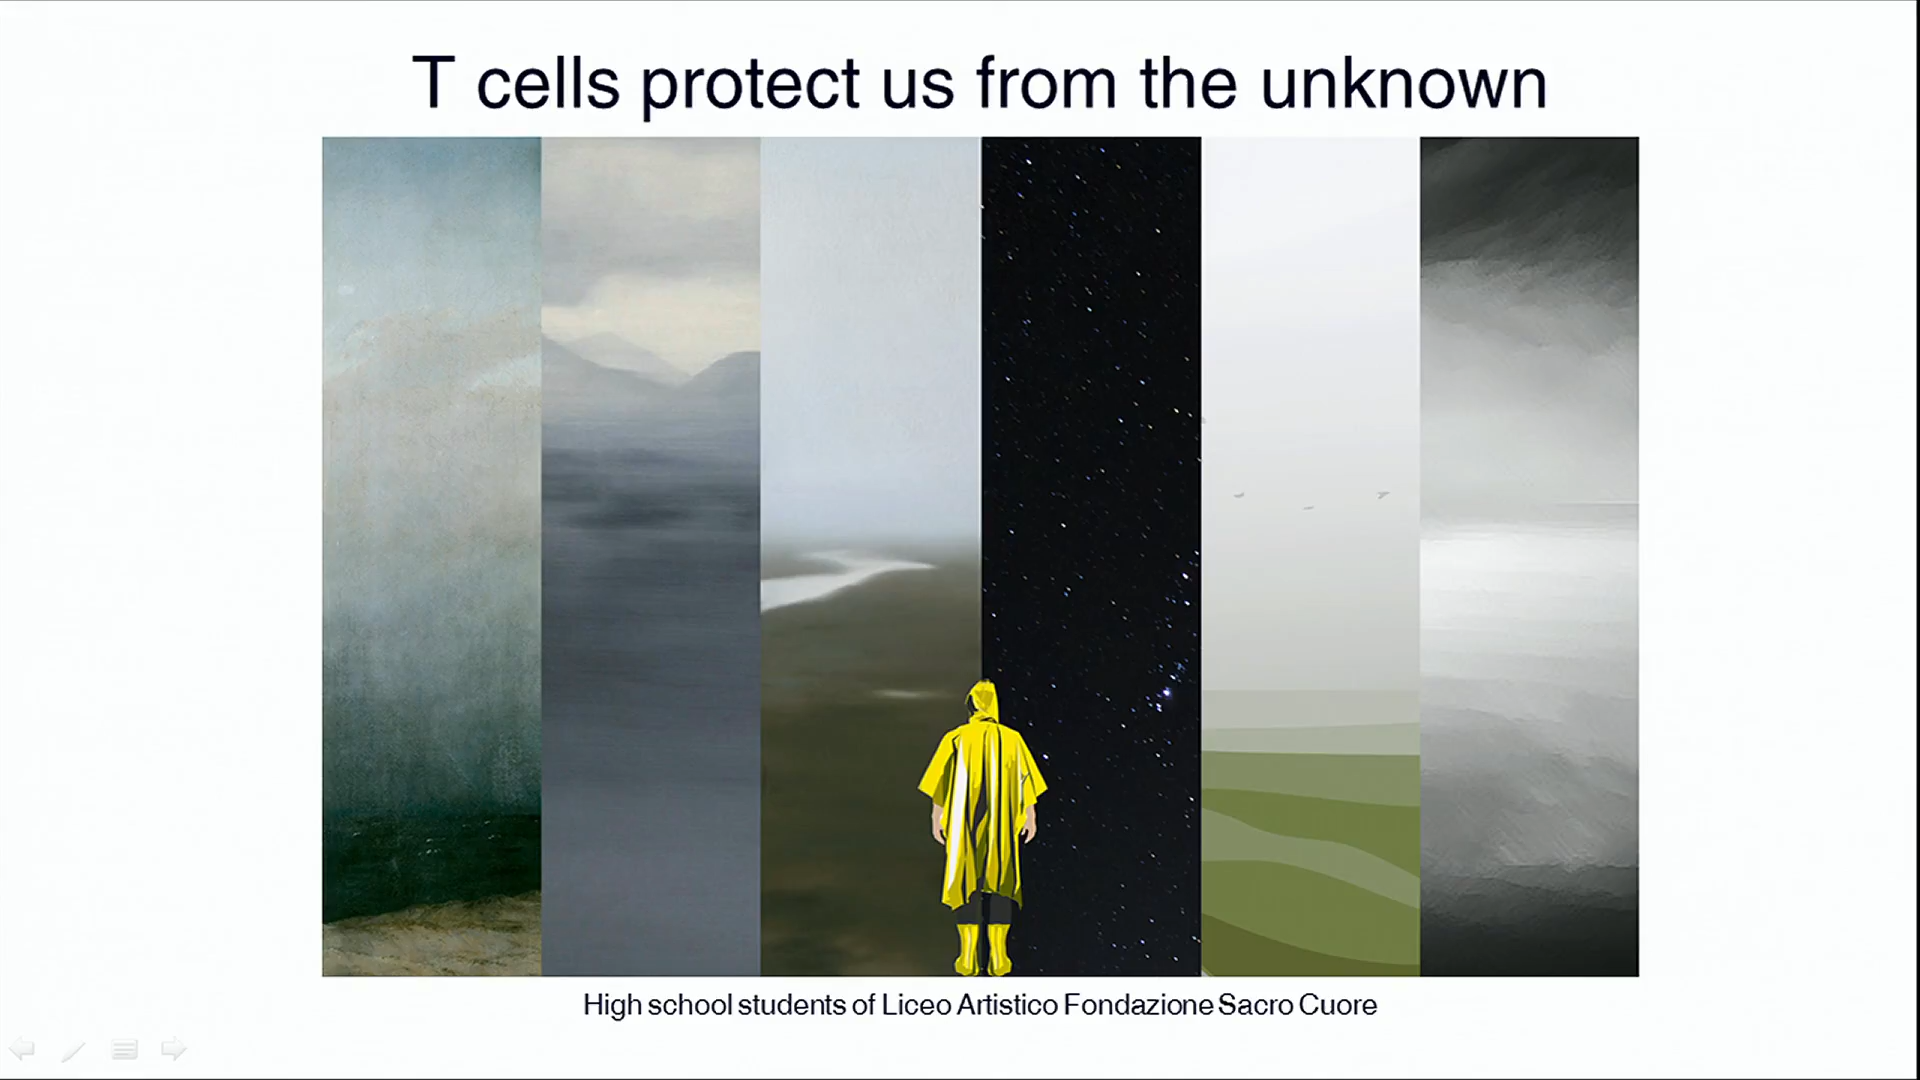 T cells protect us from the unknown
High school students of Liceo Artistico Fondazione Sacro Cuore